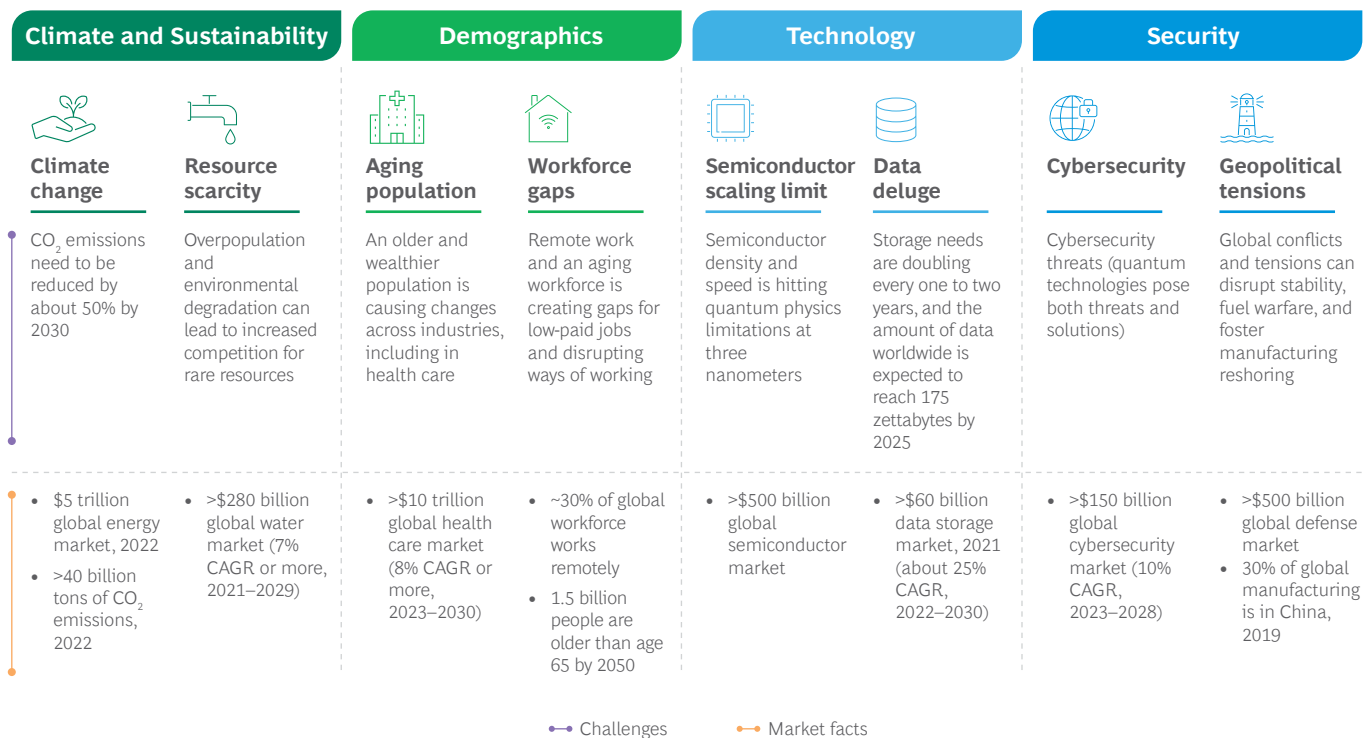 Climate and Sustainability
Demographics
Technology
Security
Climate
change
Resource
scarcity
Aging
population
Workforce
gaps
Semiconductor
scaling limit
Data
deluge
Cybersecurity
Geopolitical
tensions
CO₂ emissions
need to be
reduced by
about 50% by
2030
Overpopulation
and
environmental
degradation can
lead to increased
competition for
rare resources
An older and
wealthier
population is
causing changes
across industries,
including in
health care
Remote work
and an aging
workforce is
creating gaps for
low-paid jobs
and disrupting
ways of working
Semiconductor
density and
speed is hitting
quantum physics
limitations at
three
nanometers
Storage needs
are doubling
every one to two
years, and the
amount of data
worldwide is
expected to
reach 175
zettabytes by
2025
Cybersecurity
threats (quantum
technologies pose
both threats and
solutions)
Global conflicts
and tensions can
disrupt stability,
fuel warfare, and
foster
manufacturing
reshoring
• $5 trillion
global energy
market, 2022
• >40 billion
tons of CO₂
emissions,
2022
• >$280 billion
global water
market (7%
CAGR or more,
2021–2029)
• >$10 trillion
global health
care market
(8% CAGR or
more,
2023–2030)
• ~30% of global
workforce
works
remotely
• 1.5 billion
people are
older than age
65 by 2050
• >$500 billion
global
semiconductor
market
• >$60 billion
data storage
market, 2021
(about 25%
CAGR,
2022–2030)
• >$150 billion
global
cybersecurity
market (10%
CAGR,
2023–2028)
• >$500 billion
global defense
market
• 30% of global
manufacturing
is in China,
2019
Challenges
Market facts